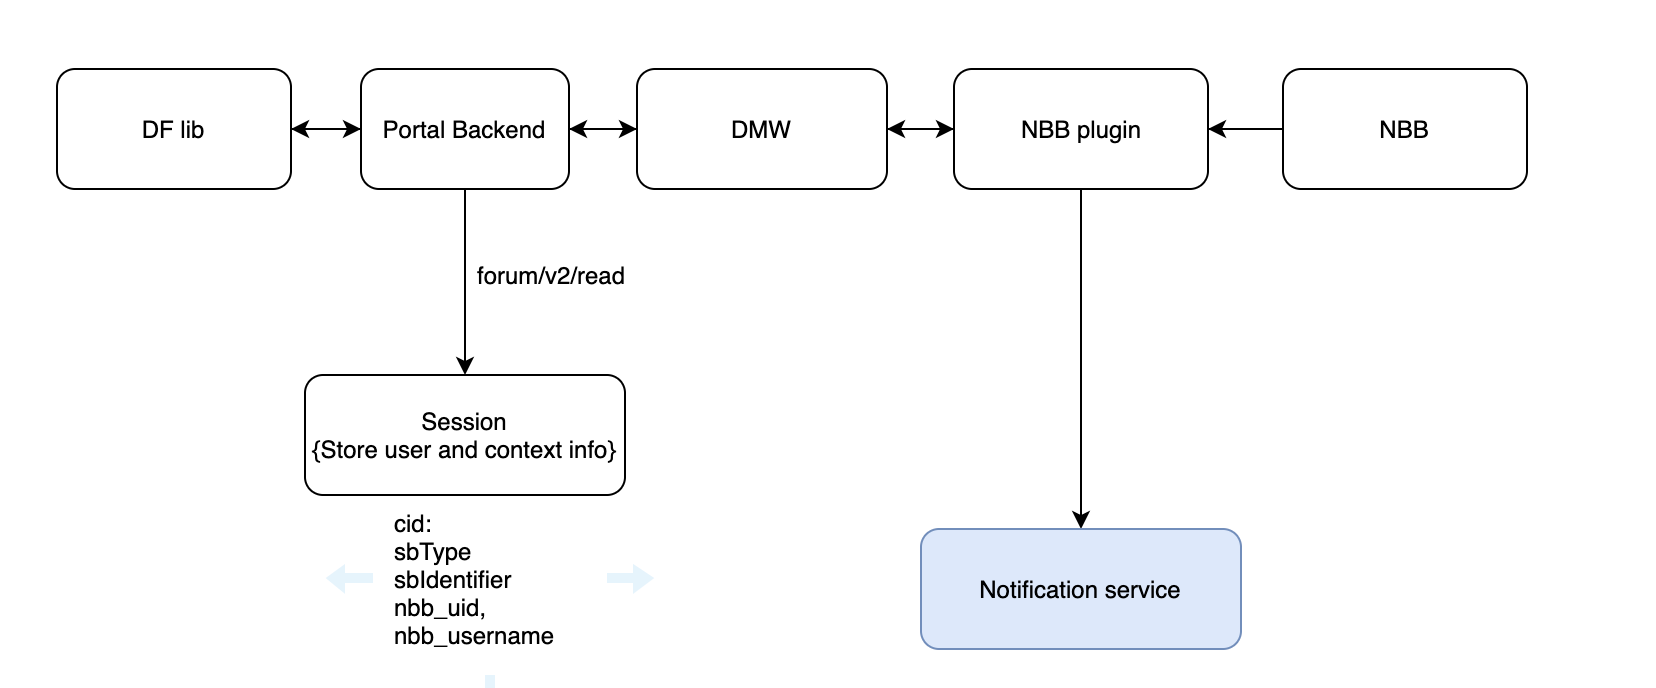 DF lib
Portal Backend
DMW
NBB plugin
NBB
forum/v2/read
Session
{Store user and context info}
cid:
sbType
sbIdentifier
nbb_uid,
nbb_username
Notification service